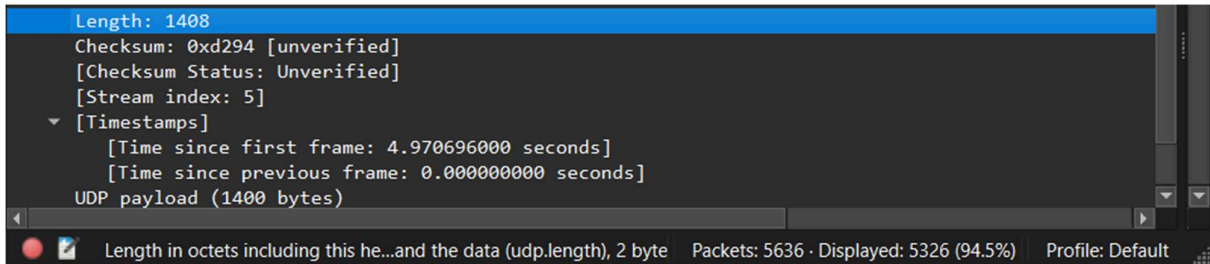 Length: 1408
Checksum: 0xd294 [unverified]
[Checksum Status: Unverified]
[Stream index: 5]
[Timestamps]
[Time since first frame: 4.970696000 seconds]
[Time since previous frame: 0.000000000 seconds]
UDP payload (1400 bytes)
Length in octets including this he...and the data (udp.length), 2 byte Packets: 5636 · Displayed: 5326 (94.5%) Profile: Default